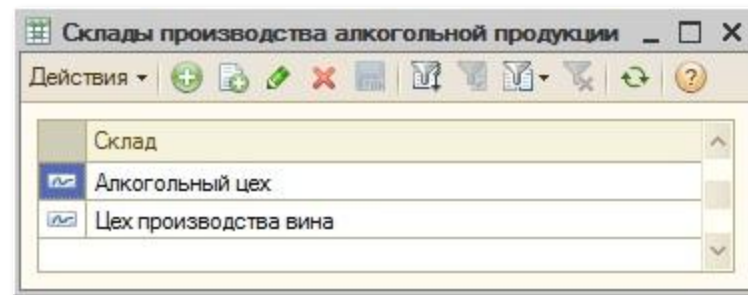 Склады производства алкогольной продукции
Действия
Склад
Алкогольный цех
Цех производства вина